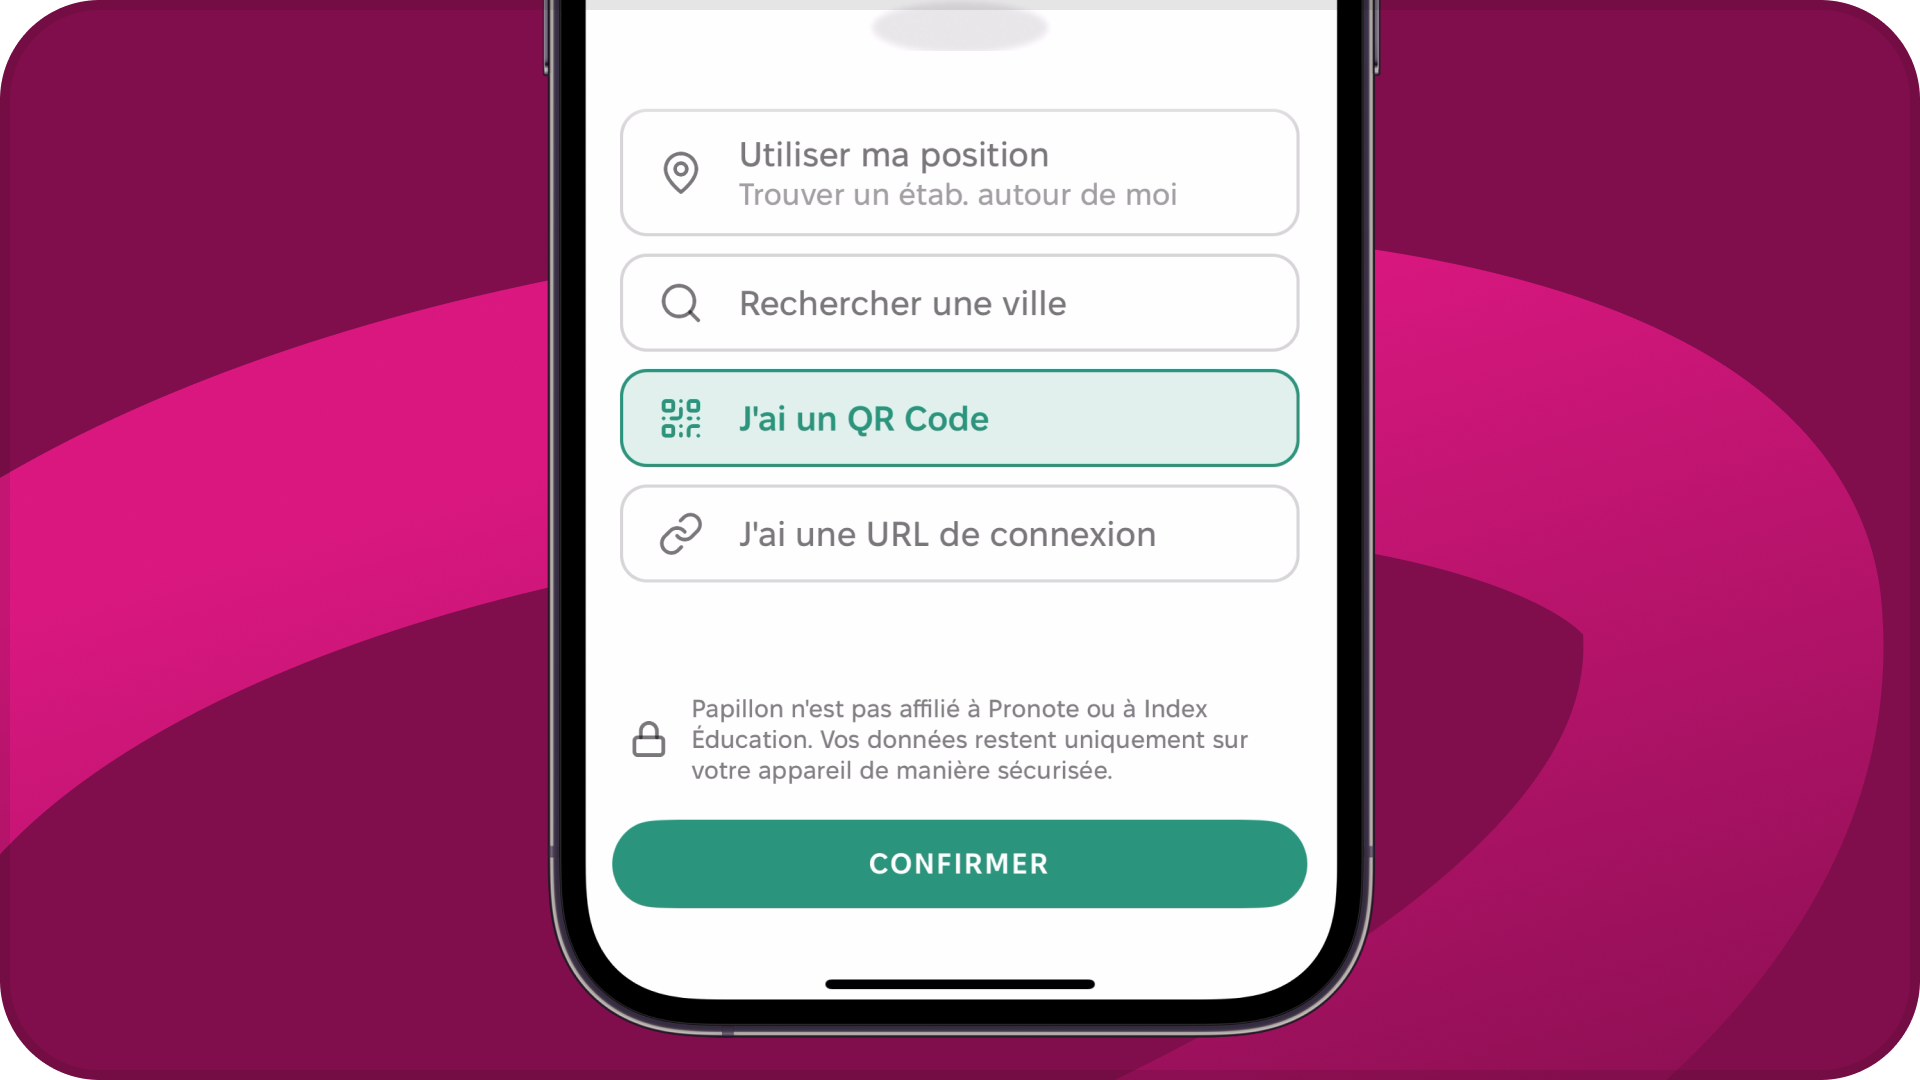 Utiliser ma position
Trouver un étab. autour de moi
Rechercher une ville
J'ai un QR Code
J'ai une URL de connexion
Papillon n'est pas affilié à Pronote ou à Index
Éducation. Vos données restent uniquement sur
votre appareil de manière sécurisée.
CONFIRMER